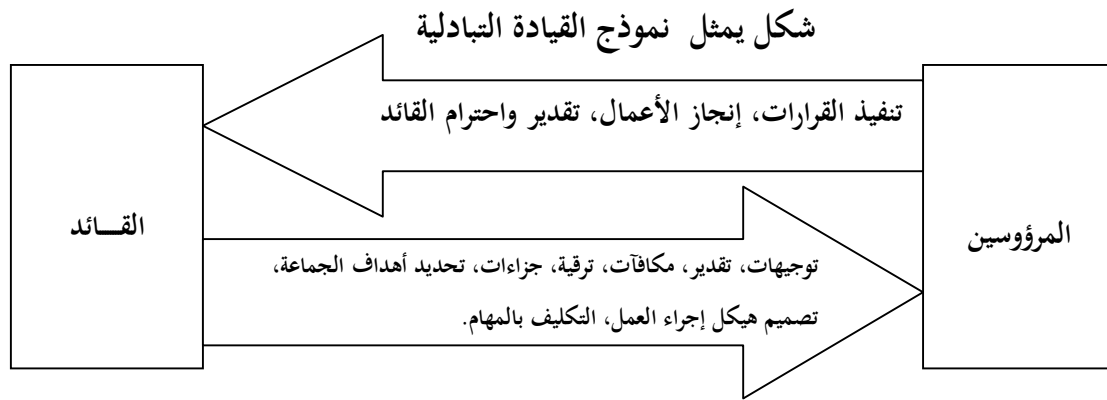 شكل يمثل نموذج القيادة التبادلية
تنفيذ القرارات، إنجاز الأعمال، تقدير واحترام القائد
المرؤوسين
القـــائد
توجيهات، تقدير، مكافآت، ترقية، جزاءات، تحديد أهداف الجماعة،
تصميم هيكل إجراء العمل، التكليف بالمهام.